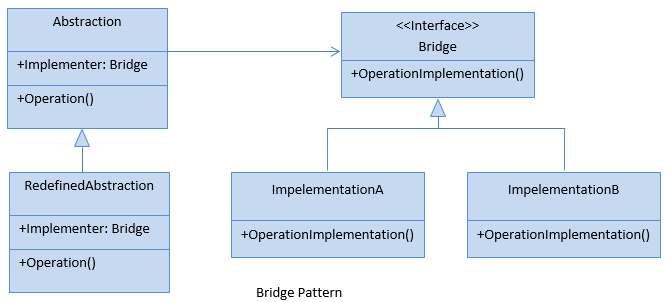 Abstraction
+Implementer: Bridge
+Operation()
<<Interface>>
Bridge
+OperationImplementation()
RedefinedAbstraction
+Implementer: Bridge
+Operation()
ImpelementationA
+OperationImplementation()
ImpelementationB
+OperationImplementation()
Bridge Pattern